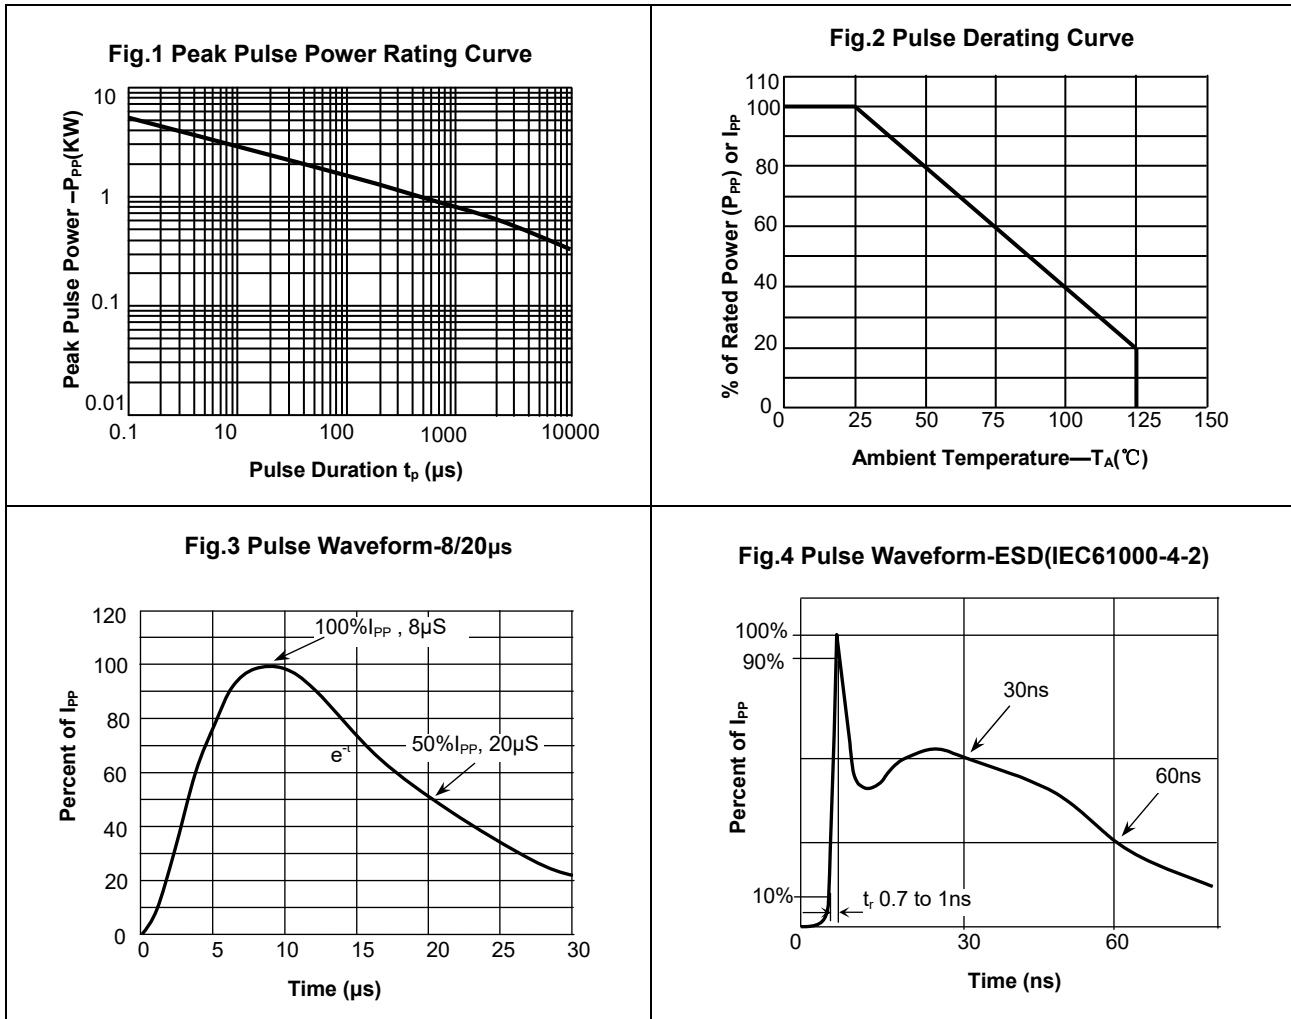 Fig.1 Peak Pulse Power Rating Curve
Peak Pulse Power –PPP(KW)
10
1
0.1
0.01
0.1 10 100 1000 10000
Pulse Duration tp (μs)
Fig.2 Pulse Derating Curve
% of Rated Power (PPP) or IPP
110
100
80
60
40
20
0
0 25 50 75 100 125 150
Ambient Temperature—TA(℃)
Fig.3 Pulse Waveform-8/20μs
Percent of IPP
120
100
80
60
40
20
0
100%IPP , 8μS
e-t
50%IPP, 20μS
0 5 10 15 20 25 30
Time (μs)
Fig.4 Pulse Waveform-ESD(IEC61000-4-2)
Percent of IPP
100%
90%
10%
30ns
60ns
tr 0.7 to 1ns
0 30 60
Time (ns)